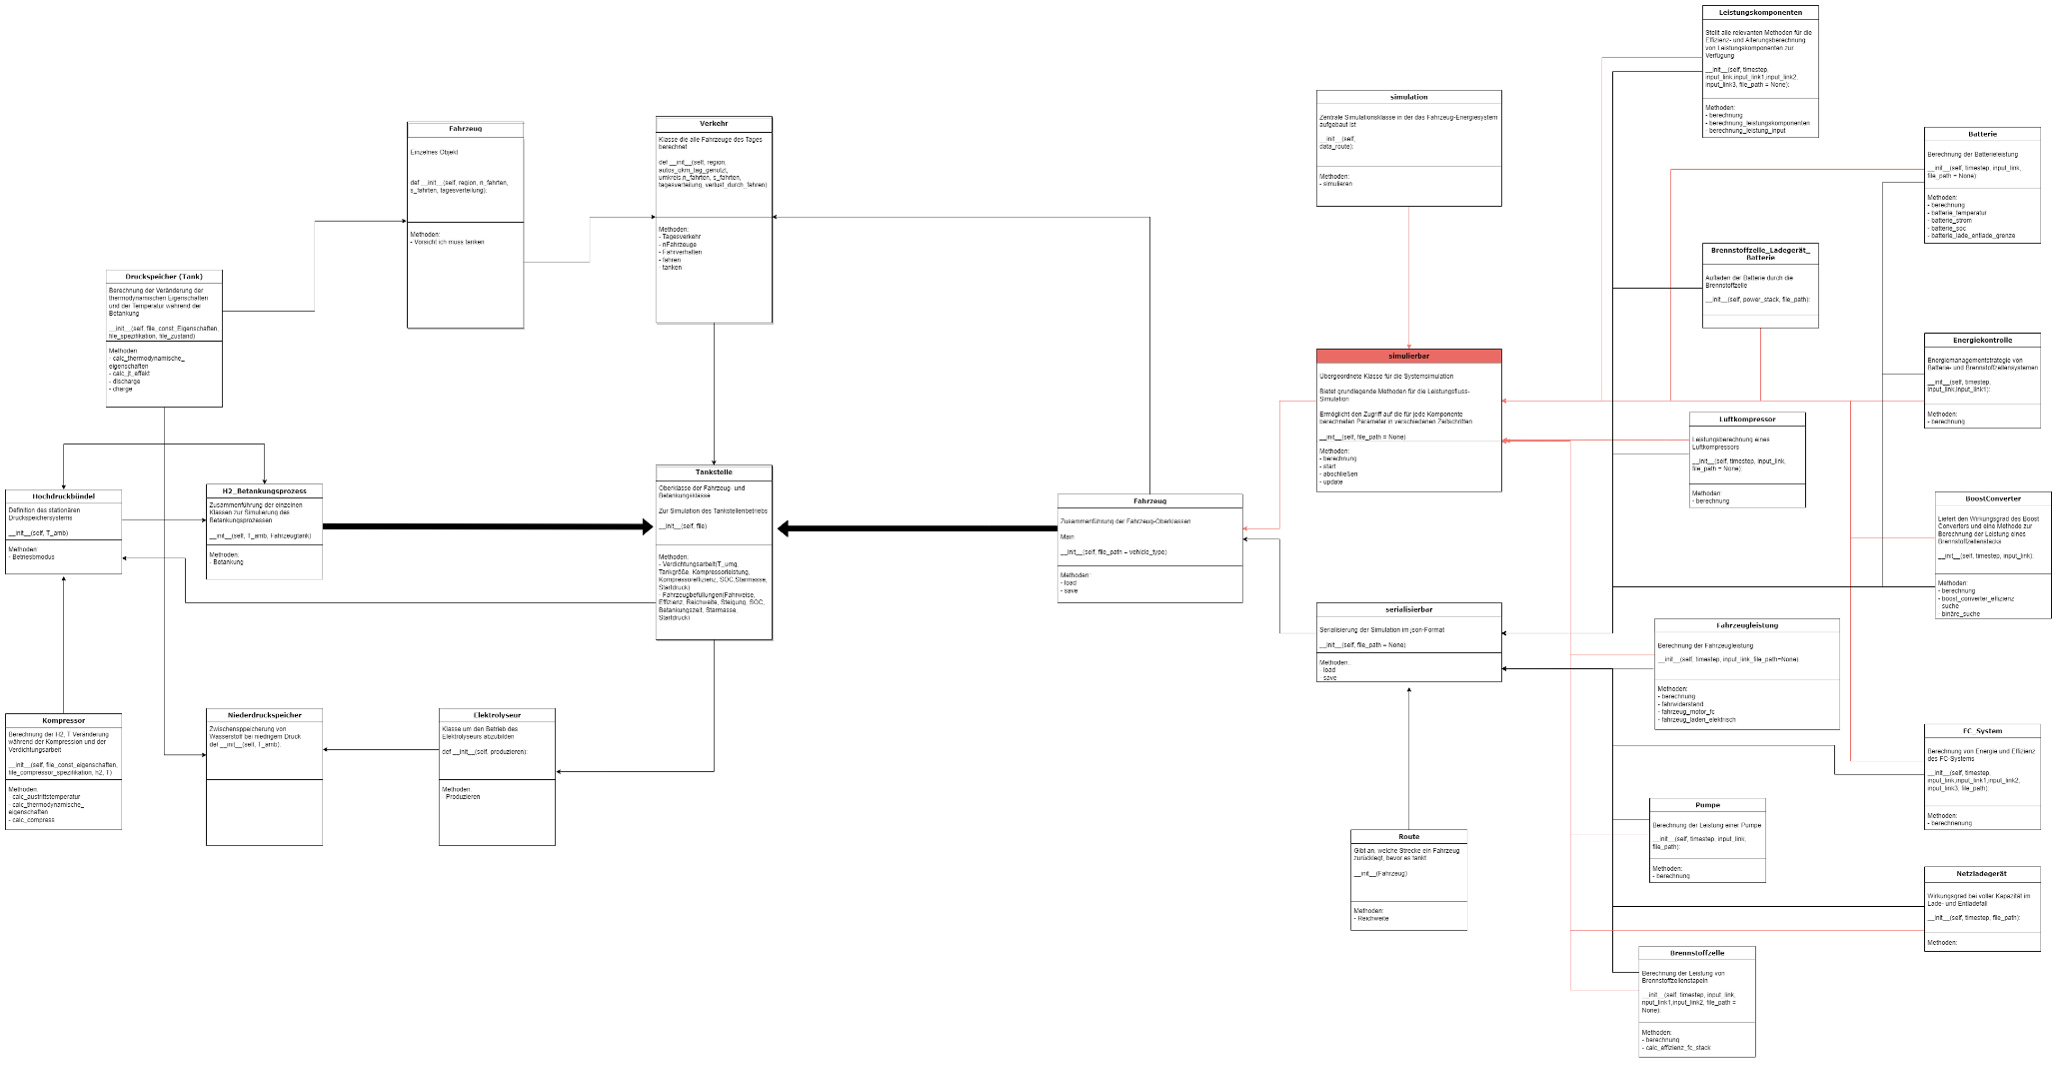 Leistungskomponenten
Stellt alle relevanten Methoden für die
Effizienz- und Alterungsberechnung
von Leistungskomponenten zur
Verfügung
__init__(self, timestep,
input_link,input_link1,input_link2,
input_link3, file_path = None):
Methoden:
- berechnung
- berechnung_leistungskomponenten
- berechnung_leistung_input
simulation
Zentrale Simulationsklasse in der das Fahrzeug-Energiesystem
aufgebaut ist
__init__(self,
data_route):
Methoden:
- simulieren
Verkehr
Klasse die alle Fahrzeuge des Tages
berechnet
def __init__(self, region,
autos_pkm_tag_genutzt,
umkreis,n_fahrten, s_fahrten,
tagesverteilung, verlust_durch_fahren)
Methoden:
- Tagesverkehr
- nFahrzeuge
- Fahrverhalten
- fahren
- tanken
Fahrzeug
Einzelnes Objekt
def __init__(self, region, n_fahrten,
s_fahrten, tagesverteilung):
Methoden:
- Vorsicht ich muss tanken
Batterie
Berechnung der Batterieleistung
__init__(self, timestep, input_link,
file_path = None)
Methoden:
- berechnung
- batterie_temperatur
- batterie_strom
- batterie_soc
- batterie_lade_entlade_grenze
Brennstoffzelle_Ladegerät_
Batterie
Aufladen der Batterie durch die
Brennstoffzelle
__init__(self, power_stack, file_path):
Druckspeicher (Tank)
Berechnung der Veränderung der
thermodynamischen Eigenschaften
und der Temperatur während der
Betankung
__init__(self, file_const_Eigenschaften,
file_spezifikation, file_zustand)
Methoden
- calc_thermodynamische_
eigenschaften
- calc_jt_effekt
- discharge
- charge
Energiekontrolle
Energiemanagementstrategie von
Batterie- und Brennstoffzellensystemen
__init__(self, timestep,
input_link,input_link1):
Methoden:
- berechnung
simulierbar
Übergeordnete Klasse für die Systemsimulation
Bietet grundlegende Methoden für die Leistungsfluss-
Simulation
Ermöglicht den Zugriff auf die für jede Komponente
berechneten Parameter in verschiedenen Zeitschritten
__init__(self, file_path = None)
Methoden:
- berechnung
- start
- abschließen
- update
Luftkompressor
Leistungsberechnung eines
Luftkompressors
__init__(self, timestep, input_link,
file_path = None):
Methoden:
- berechnung
Tankstelle
Oberklasse der Fahrzeug- und
Betankungsklasse
Zur Simulation des Tankstellenbetriebs
__init__(self, file)
Methoden:
- Verdichtungsarbeit(T_umg,
Tankgröße, Kompressorleistung,
Kompressoreffizienz, SOC,Starmasse,
Startdruck)
- Fahrzeugbefüllungen(Fahrweise,
Effizienz, Reichweite, Steigung, SOC,
Betankungszeit, Starmasse,
Startdruck)
Hochdruckbündel
Definition des stationären
Druckspeichersystems
__init__(self, T_amb)
Methoden:
- Betriebmodus
H2_Betankungsprozess
Zusammenführung der einzelnen
Klassen zur Simulierung des
Betankungsprozessen
__init__(self, T_amb, Fahrzeugtank)
Methoden:
- Betankung
Fahrzeug
Zusammenführung der Fahrzeug-Oberklassen
Main
__init__(self, file_path = vehicle_type)
Methoden:
- load
- save
BoostConverter
Liefert den Wirkungsgrad des Boost
Converters und eine Methode zur
Berechnung der Leistung eines
Brennstoffzellenstacks
__init__(self, timestep, input_link):
Methoden:
- berechnung
- boost_converter_effizienz
- suche
- binäre_suche
serialisierbar
Serialisierung der Simulation im json-Format
__init__(self, file_path = None)
Methoden:
- load
- save
Fahrzeugleistung
Berechnung der Fahrzeugleistung
__init__(self, timestep, input_link, file_path=None)
Methoden:
- berechnung
- fahrwiderstand
- fahrzeug_motor_fc
- fahrzeug_laden_elektrisch
Kompressor
Berechnung der H2, T Veränderung
während der Kompression und der
Verdichtungsarbeit
__init__(self, file_const_eigenschaften,
file_compressor_spezifikation, h2, T)
Methoden:
- calc_austrittstemperatur
- calc_thermodynamische_
eigenschaften
- calc_compress
Niederdruckspeicher
Zwischenspeicherung von
Wasserstoff bei niedrigem Druck
def __init__(self, T_amb):
Elektrolyseur
Klasse um den Betrieb des
Elektrolyseurs abzubilden
def __init__(self, produzieren):
Methoden:
- Produzieren
FC_System
Berechnung von Energie und Effizienz
des FC-Systems
__init__(self, timestep,
input_link,input_link1,input_link2,
input_link3, file_path):
Methoden:
- berechnenung
Pumpe
Berechnung der Leistung einer Pumpe
__init__(self, timestep, input_link,
file_path):
Methoden:
- berechnung
Route
Gibt an, welche Strecke ein Fahrzeug
zurücklegt, bevor es tankt
__init__(Fahrzeug)
Methoden:
- Reichweite
Netzladegerät
Wirkungsgrad bei voller Kapazität im
Lade- und Entladefall
__init__(self, timestep, file_path):
Methoden:
Brennstoffzelle
Berechnung der Leistung von
Brennstoffzellenstapeln
__init__(self, timestep, input_link,
input_link1,input_link2, file_path =
None):
Methoden:
- berechnung
- calc_effizienz_fc_stack